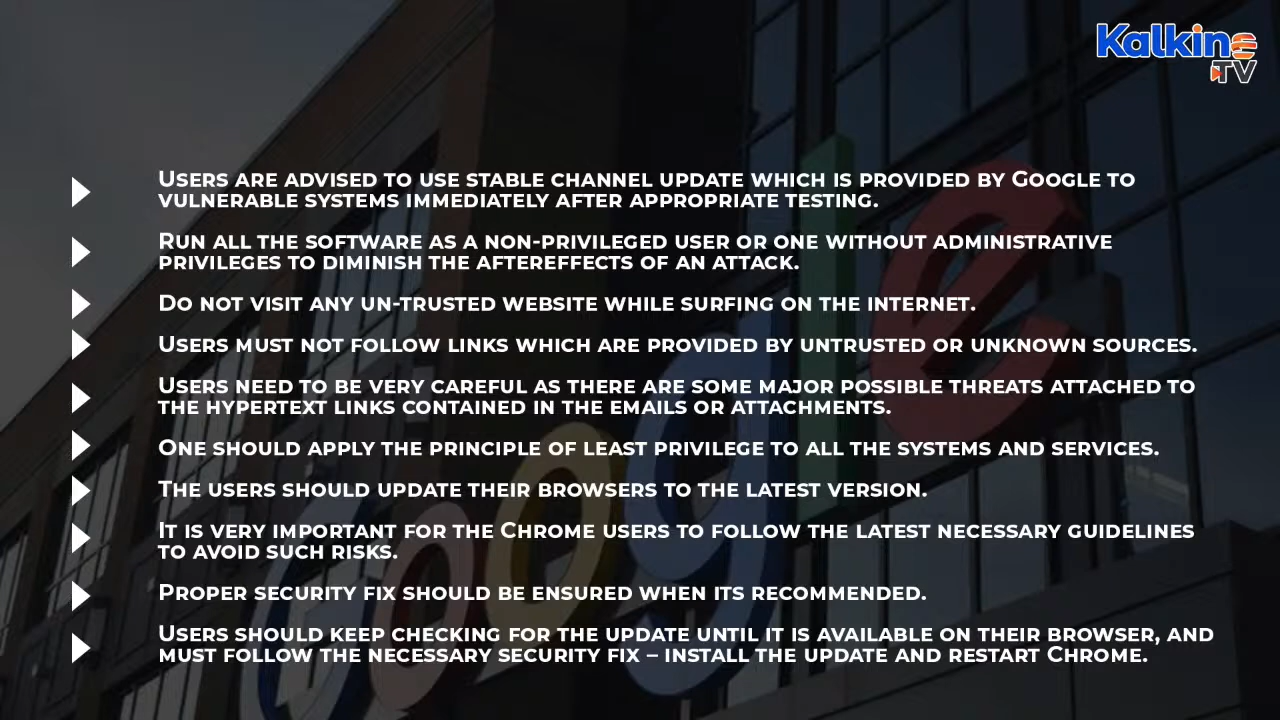 Kalkine
TV
Users are advised to use stable channel update which is provided by Google to
vulnerable systems immediately after appropriate testing.
Run all the software as a non-privileged user or one without administrative
privileges to diminish the aftereffects of an attack.
Do not visit any un-trusted website while surfing on the internet.
Users must not follow links which are provided by untrusted or unknown sources.
Users need to be very careful as there are some major possible threats attached to
the hypertext links contained in the emails or attachments.
One should apply the principle of least privilege to all the systems and services.
The users should update their browsers to the latest version.
It is very important for the Chrome users to follow the latest necessary guidelines
to avoid such risks.
Proper security fix should be ensured when its recommended.
Users should keep checking for the update until it is available on their browser, and
must follow the necessary security fix – install the update and restart Chrome.
Google